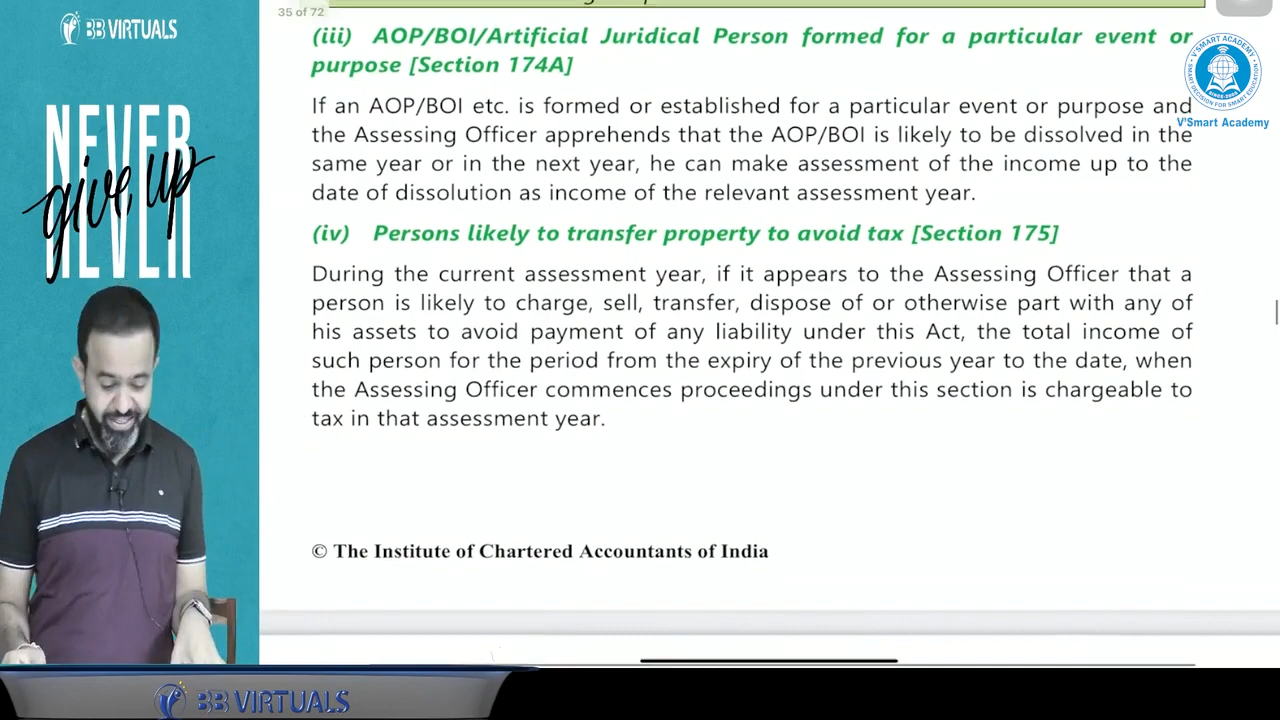 35 of 72
BB VIRTUALS
(iii) AOP/BOI/Artificial Juridical Person formed for a particular event or
purpose [Section 174A]
V'SMART ACADEMY
V'Smart Academy
If an AOP/BOI etc. is formed or established for a particular event or purpose and
the Assessing Officer apprehends that the AOP/BOI is likely to be dissolved in the
same year or in the next year, he can make assessment of the income up to the
date of dissolution as income of the relevant assessment year.
NEVER
give up
NEVER
(iv) Persons likely to transfer property to avoid tax [Section 175]
During the current assessment year, if it appears to the Assessing Officer that a
person is likely to charge, sell, transfer, dispose of or otherwise part with any of
his assets to avoid payment of any liability under this Act, the total income of
such person for the period from the expiry of the previous year to the date, when
the Assessing Officer commences proceedings under this section is chargeable to
tax in that assessment year.
© The Institute of Chartered Accountants of India
BB VIRTUALS